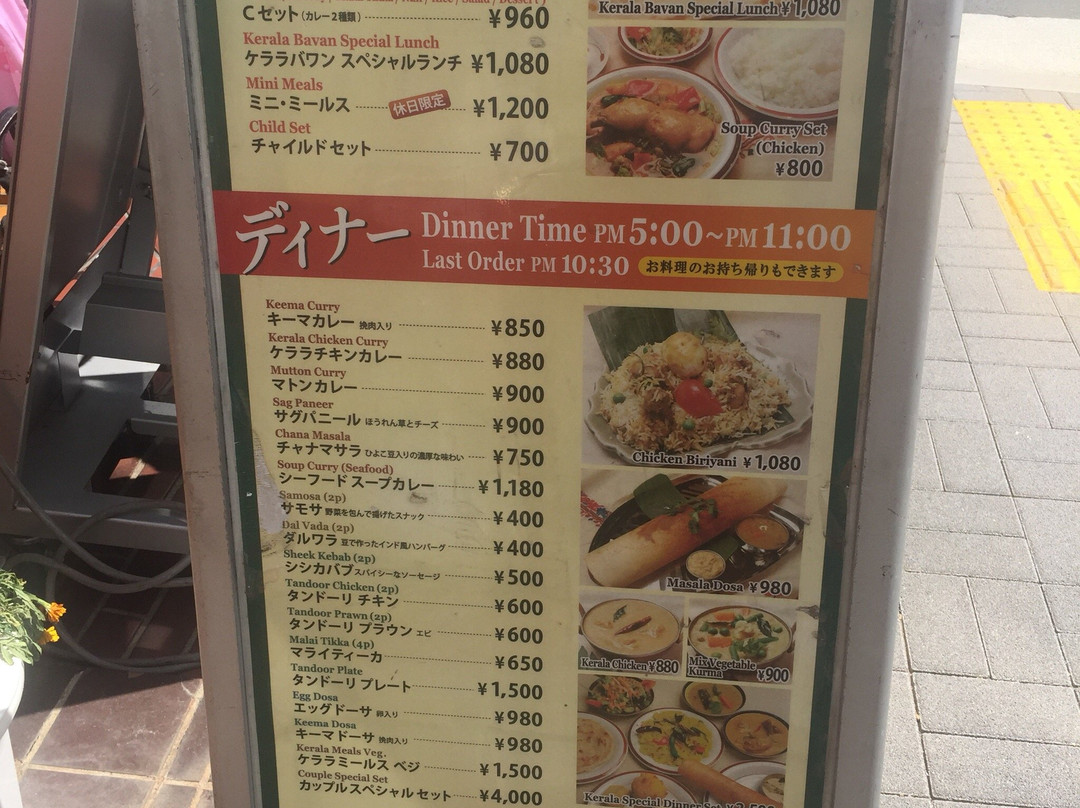 Cセット(カレー2種類) ¥960
Kerala Bavan Special Lunch
ケララバワン スペシャルランチ ¥1,080
Mini Meals
ミニ・ミールス 休日限定 ¥1,200
Child Set
チャイルドセット ¥700
Kerala Bavan Special Lunch ¥1,080
Soup Curry Set
(Chicken)
¥800
ディナー
Dinner Time PM 5:00~PM 11:00
Last Order PM 10:30 お料理のお持ち帰りもできます
Keema Curry
キーマカレー 挽肉入り ¥850
Kerala Chicken Curry
ケララチキンカレー ¥880
Mutton Curry
マトンカレー ¥900
Sag Paneer
サグパニール ほうれん草とチーズ ¥900
Chana Masala
チャナマサラ ひよこ豆入りの濃厚な味わい ¥750
Soup Curry (Seafood)
シーフード スープカレー ¥1,180
Samosa (2p)
サモサ 野菜を包んで揚げたスナック ¥400
Dal Vada (2p)
ダルワラ 豆で作ったインド風ハンバーグ ¥400
Sheek Kebab (2p)
シシカバブ スパイシーなソーセージ ¥500
Tandoor Chicken (2p)
タンドーリ チキン ¥600
Tandoor Prawn (2p)
タンドーリ プラウン エビ ¥600
Malai Tikka (4p)
マライティーカ ¥650
Tandoor Plate
タンドーリ プレート ¥1,500
Egg Dosa
エッグドーサ 卵入り ¥980
Keema Dosa
キーマドーサ 挽肉入り ¥980
Kerala Meals Veg.
ケララミールス ベジ ¥1,500
Couple Special Set
カップルスペシャル セット ¥4,000
Chicken Biriyani ¥1,080
Masala Dosa ¥980
Kerala Chicken ¥880
Mix Vegetable
Kurma ¥900
Kerala Special Dinner Set